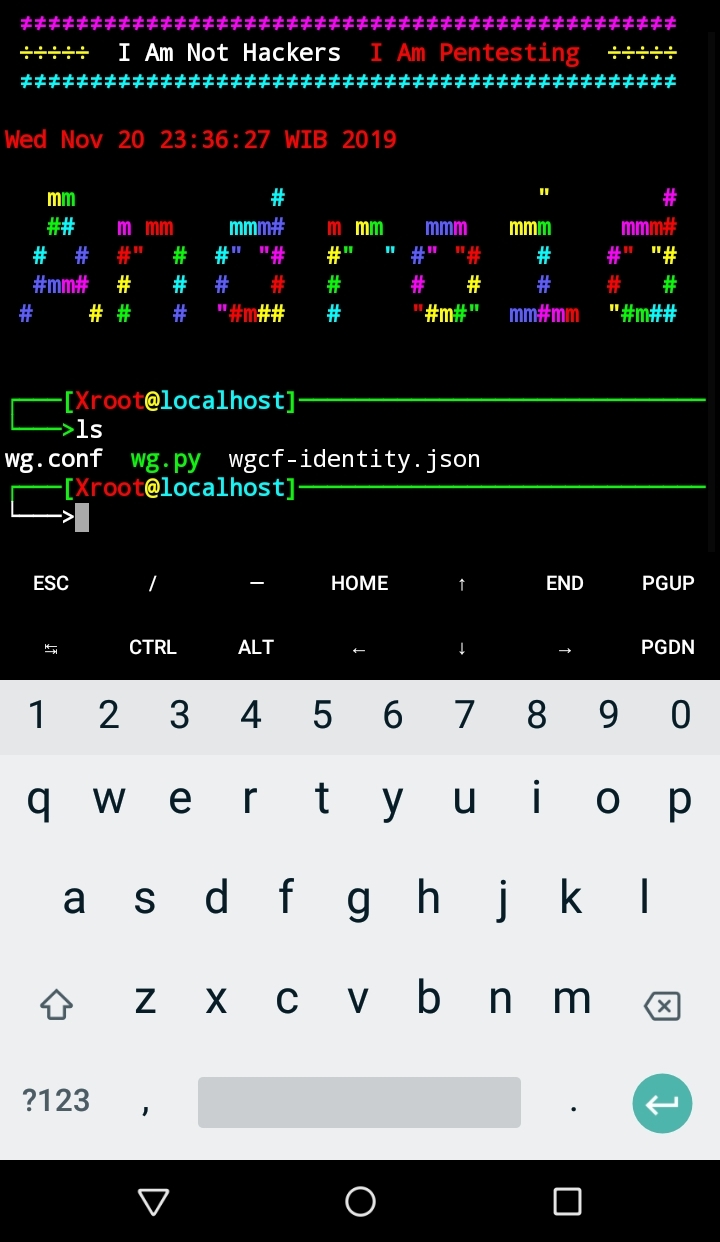 ##############################################
÷÷÷÷÷ I Am Not Hackers I Am Pentesting ÷÷÷÷÷
##############################################
Wed Nov 20 23:36:27 WIB 2019
Android
┌───[Xroot@localhost]─────────────────────────────
└───>ls
wg.conf wg.py wgcf-identity.json
┌───[Xroot@localhost]─────────────────────────────
└───>
ESC / — HOME ↑ END PGUP
↹ CTRL ALT ← ↓ → PGDN
1 2 3 4 5 6 7 8 9 0
q w e r t y u i o p
a s d f g h j k l
z x c v b n m
?123 , .